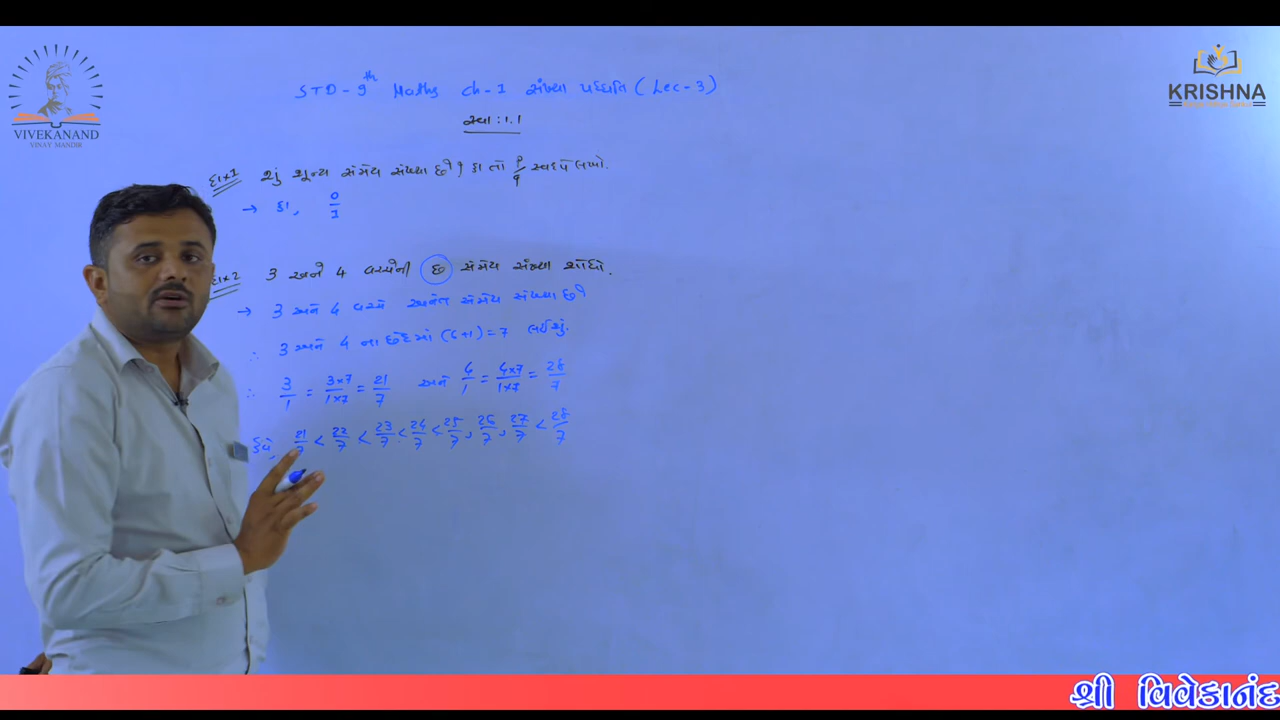 VIVEKANAND
VINAY MANDIR
KRISHNA
STD - 9th Maths Ch-1 સંખ્યા પધ્ધતિ (Lec-3)
સ્વા : 1.1
દાખ 1 શું શૂન્ય સંમેય સંખ્યા છે? હા તો p/q સ્વરૂપે લખો.
→ હા, 0/1
દાખ 2 3 અને 4 વચ્ચેની છ સંમેય સંખ્યા શોધો.
→ 3 અને 4 વચ્ચે અનંત સંમેય સંખ્યા છે
∴ 3 અને 4 ના છેદમાં (6+1) = 7 લઈશું.
∴ 3/1 = 3×7/1×7 = 21/7 અને 4/1 = 4×7/1×7 = 28/7
હવે, 21/7 < 22/7 < 23/7 < 24/7 < 25/7, 26/7, 27/7 < 28/7
શ્રી વિવેકાનંદ